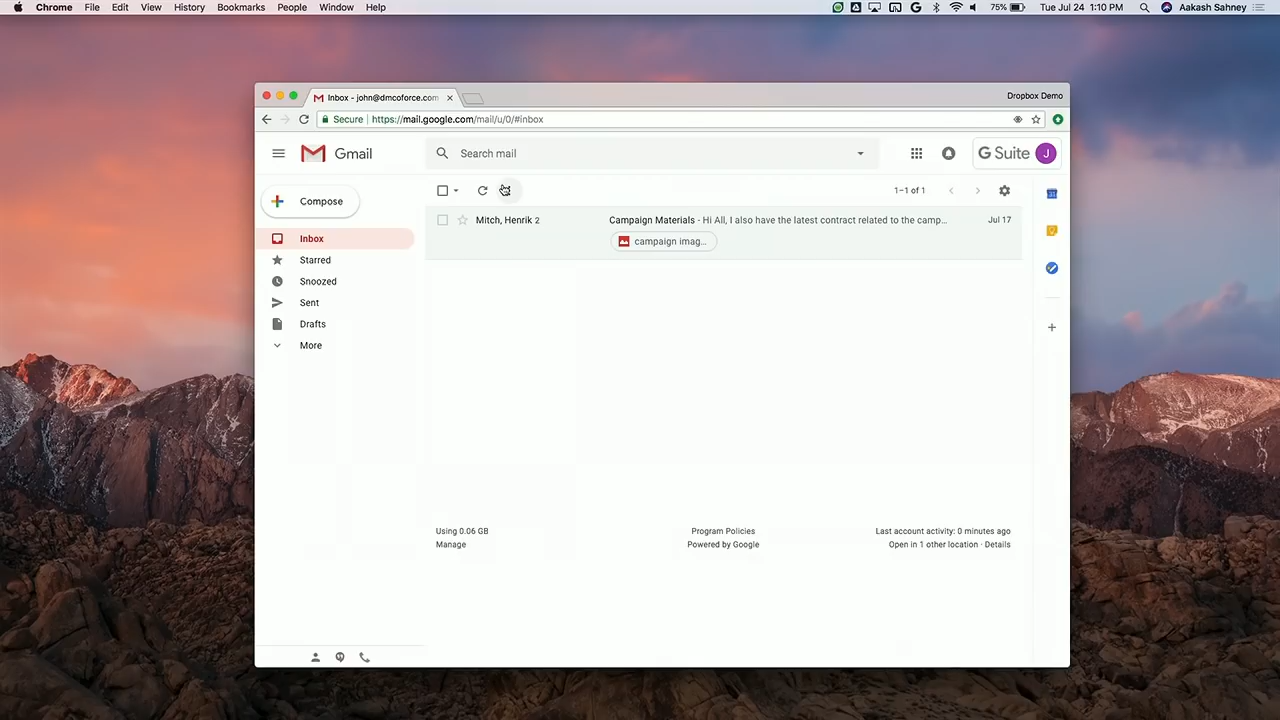 Chrome File Edit View History Bookmarks People Window Help 75% Tue Jul 24 1:10 PM Aakash Sahney
Inbox - john@dmcoforce.com Dropbox Demo
Secure https://mail.google.com/mail/u/0/#inbox
Gmail Search mail G Suite J
Compose 1–1 of 1
Mitch, Henrik 2 Campaign Materials - Hi All, I also have the latest contract related to the camp... Jul 17
Inbox campaign imag...
Starred
Snoozed
Sent
Drafts
More
Using 0.06 GB Program Policies Last account activity: 0 minutes ago
Manage Powered by Google Open in 1 other location · Details